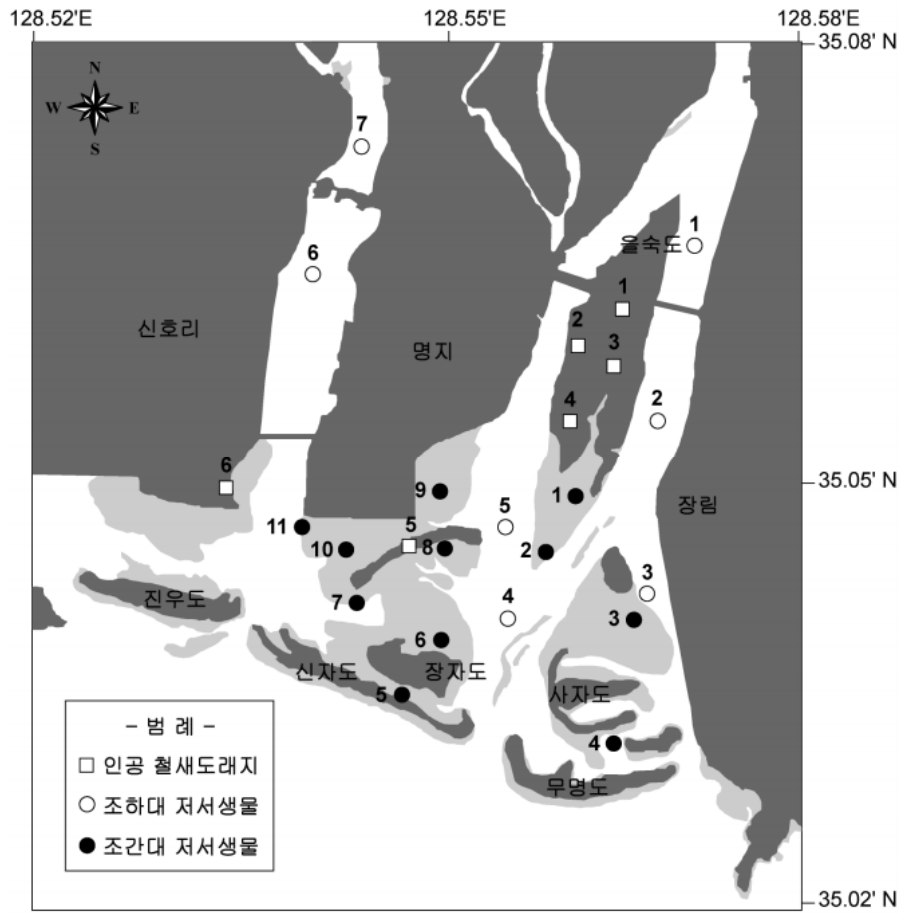 128.52'E
128.55'E
128.58'E
35.08' N
N
W
E
S
7
1
을숙도
6
1
신호리
2
명지
3
4
2
6
9
35.05' N
1
장림
11
5
5
10
8
2
3
진우도
7
4
3
6
신자도
장자도
5
사자도
– 범 례 –
4
인공 철새도래지
무명도
조하대 저서생물
조간대 저서생물
35.02' N